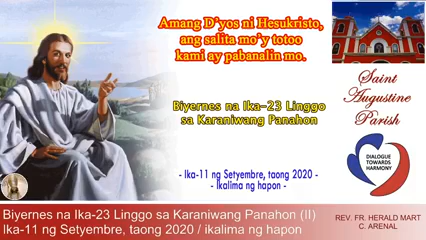 Amang D'yos ni Hesukristo,
ang salita mo'y totoo
kami ay pabanalin mo.
Biyernes na Ika-23 Linggo
sa Karaniwang Panahon
- Ika-11 ng Setyembre, taong 2020 -
- Ikalima ng hapon -
Saint
Augustine
Parish
DIALOGUE
TOWARDS
HARMONY
Biyernes na Ika-23 Linggo sa Karaniwang Panahon (II)
Ika-11 ng Setyembre, taong 2020 / ikalima ng hapon
REV. FR. HERALD MART
C. ARENAL